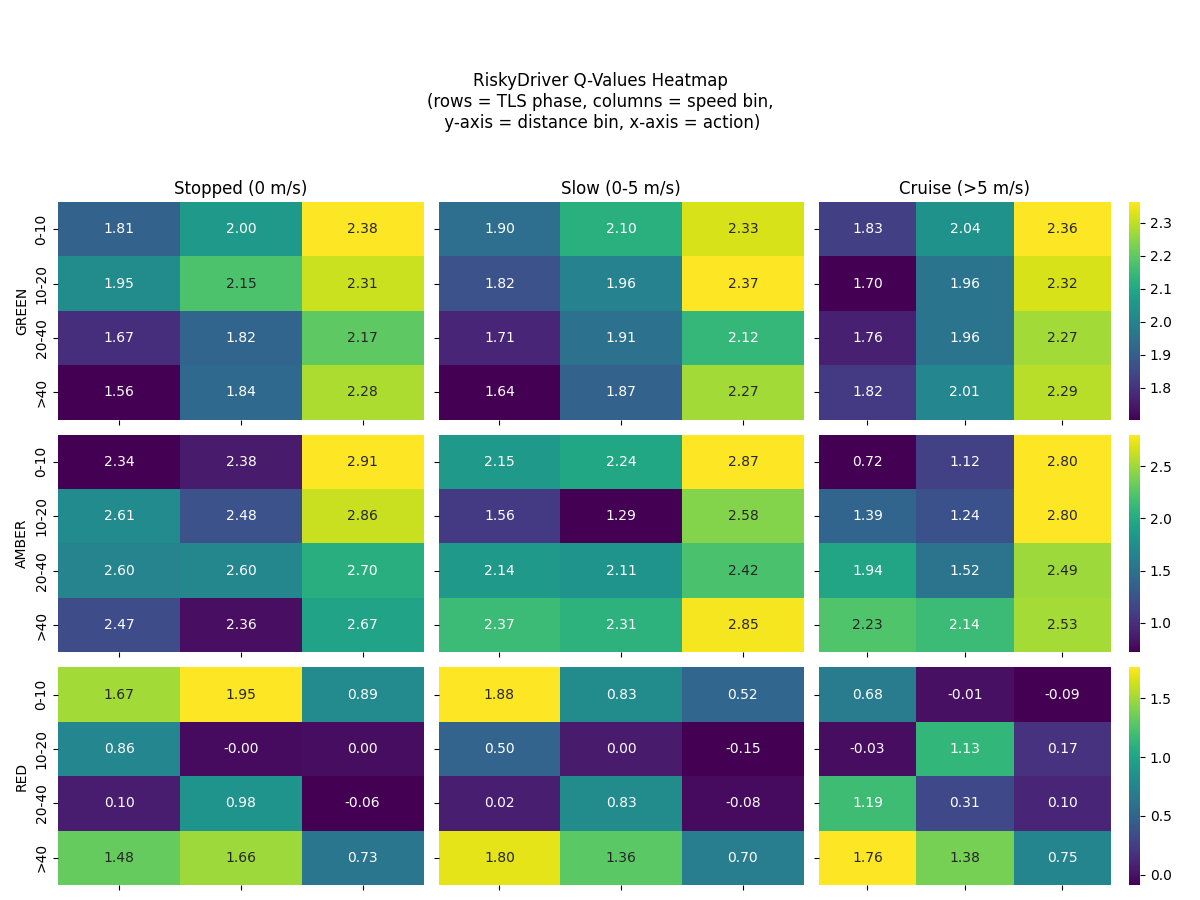 RiskyDriver Q-Values Heatmap
(rows = TLS phase, columns = speed bin,
y-axis = distance bin, x-axis = action)
Stopped (0 m/s) Slow (0-5 m/s) Cruise (>5 m/s)
GREEN
0-10 1.81 2.00 2.38 1.90 2.10 2.33 1.83 2.04 2.36
10-20 1.95 2.15 2.31 1.82 1.96 2.37 1.70 1.96 2.32
20-40 1.67 1.82 2.17 1.71 1.91 2.12 1.76 1.96 2.27
>40 1.56 1.84 2.28 1.64 1.87 2.27 1.82 2.01 2.29
2.3
2.2
2.1
2.0
1.9
1.8
AMBER
0-10 2.34 2.38 2.91 2.15 2.24 2.87 0.72 1.12 2.80
10-20 2.61 2.48 2.86 1.56 1.29 2.58 1.39 1.24 2.80
20-40 2.60 2.60 2.70 2.14 2.11 2.42 1.94 1.52 2.49
>40 2.47 2.36 2.67 2.37 2.31 2.85 2.23 2.14 2.53
2.5
2.0
1.5
1.0
RED
0-10 1.67 1.95 0.89 1.88 0.83 0.52 0.68 -0.01 -0.09
10-20 0.86 -0.00 0.00 0.50 0.00 -0.15 -0.03 1.13 0.17
20-40 0.10 0.98 -0.06 0.02 0.83 -0.08 1.19 0.31 0.10
>40 1.48 1.66 0.73 1.80 1.36 0.70 1.76 1.38 0.75
1.5
1.0
0.5
0.0